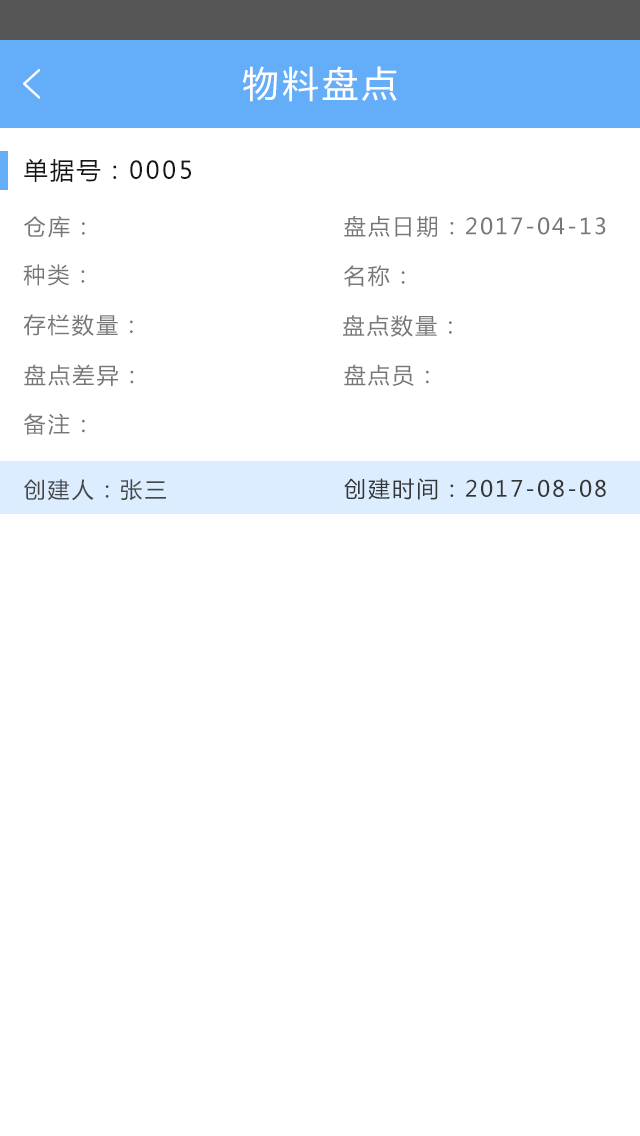 物料盘点
单据号：0005
仓库： 盘点日期：2017-04-13
种类： 名称：
存栏数量： 盘点数量：
盘点差异： 盘点员：
备注：
创建人：张三 创建时间：2017-08-08